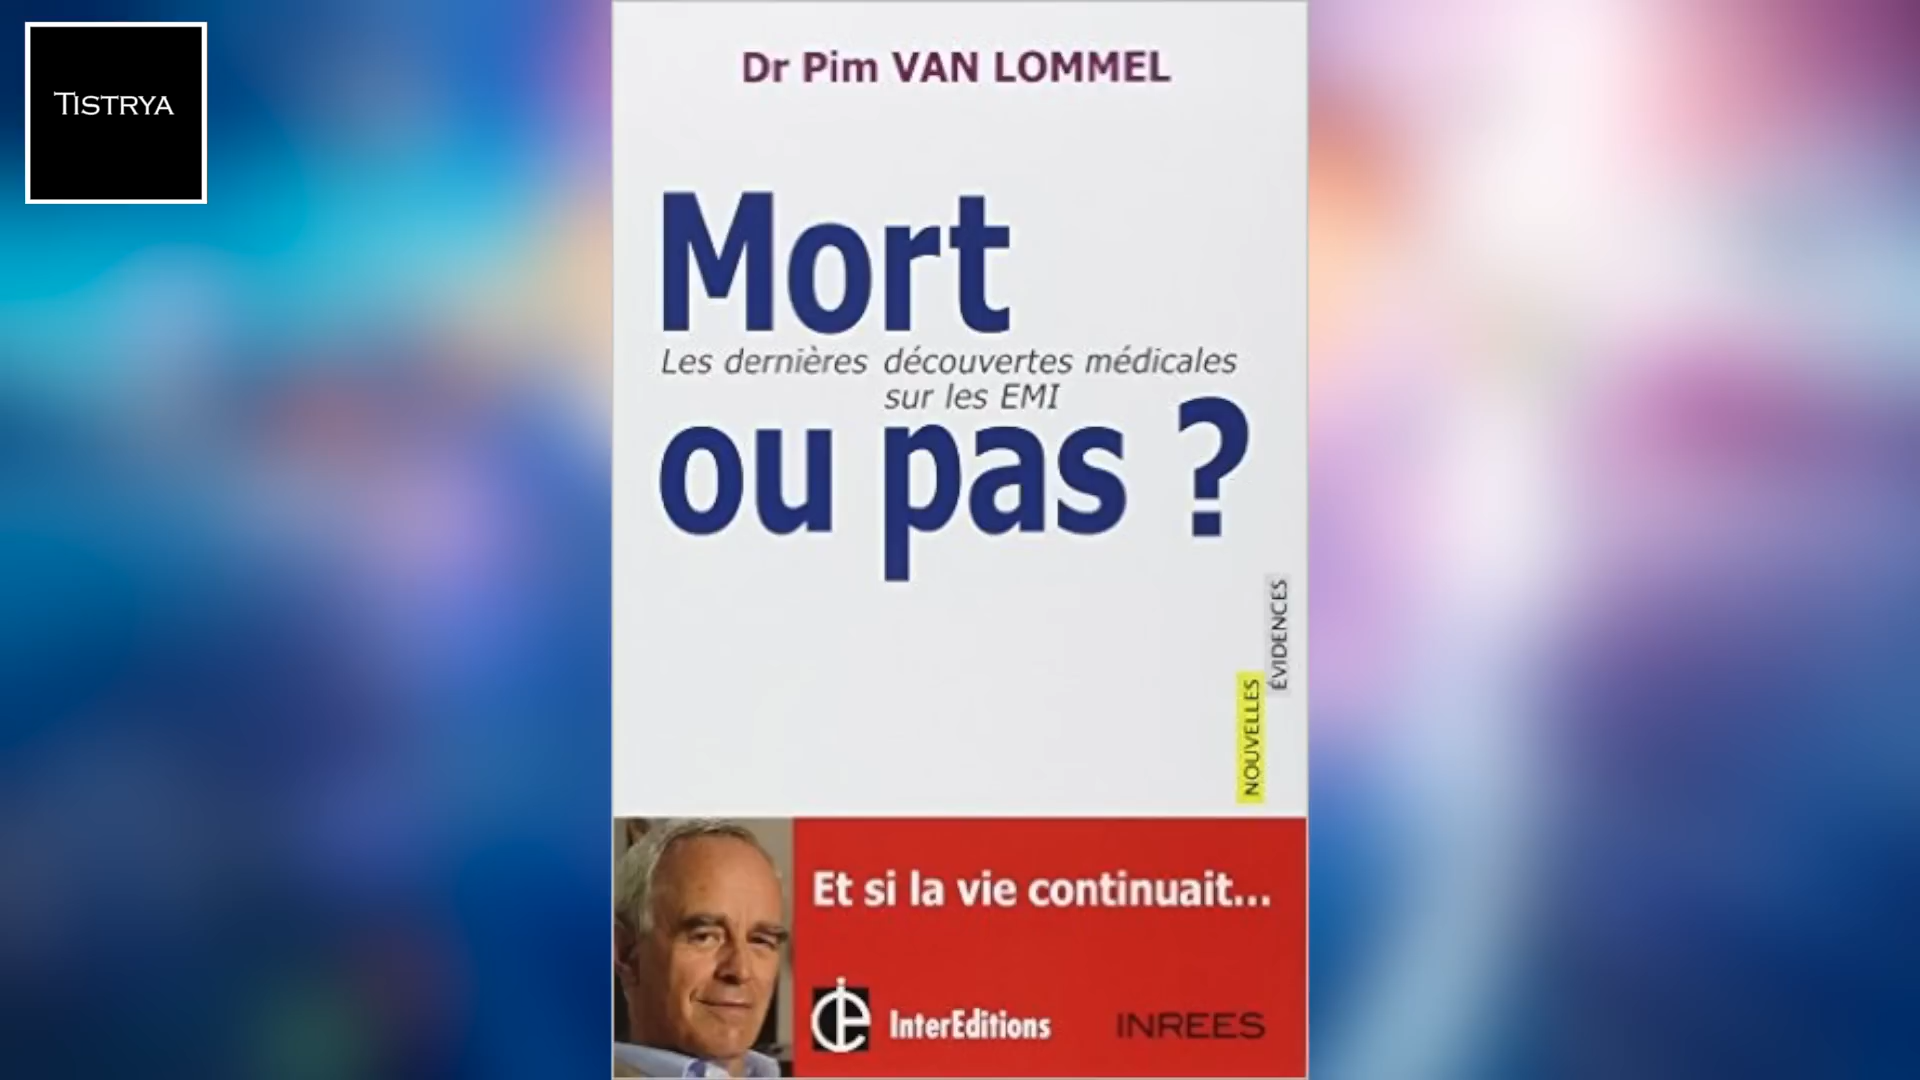 TISTRYA
Dr Pim VAN LOMMEL
Mort
Les dernières découvertes médicales
sur les EMI
ou pas ?
ÉVIDENCES
NOUVELLES
Et si la vie continuait...
InterEditions
INREES